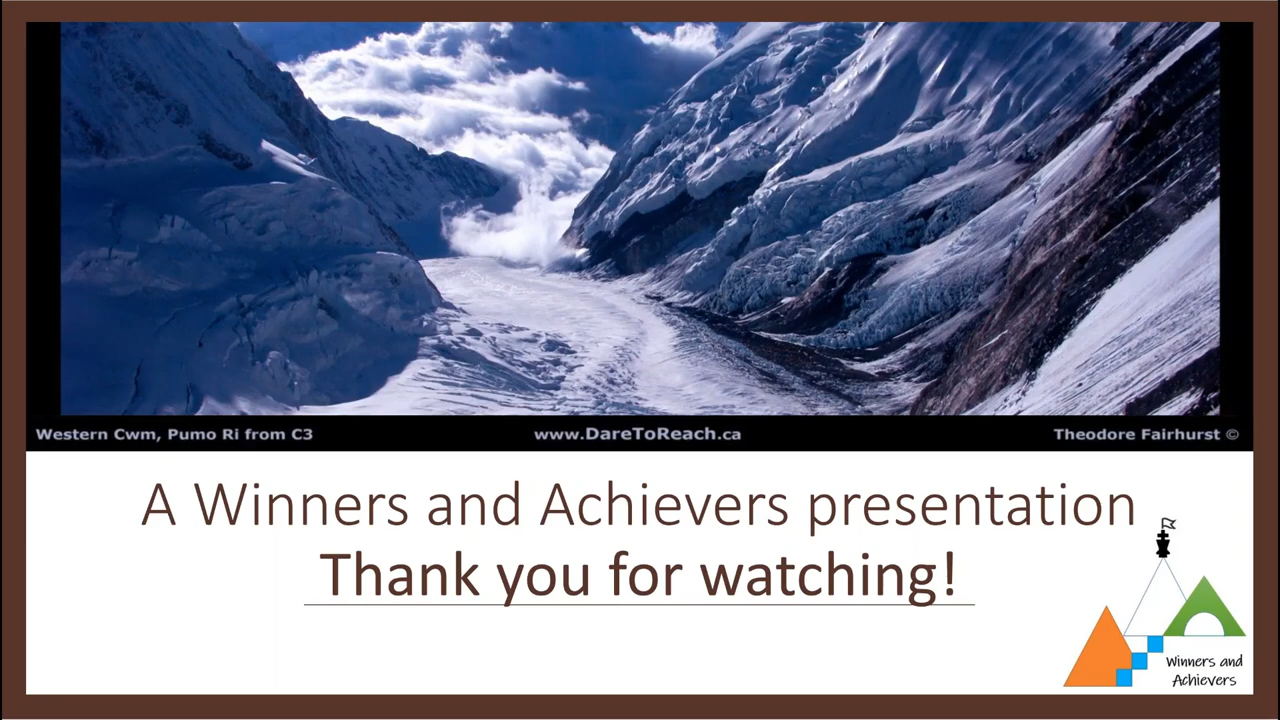 Western Cwm, Pumo Ri from C3
www.DareToReach.ca
Theodore Fairhurst ©
A Winners and Achievers presentation
Thank you for watching!
Winners and
Achievers